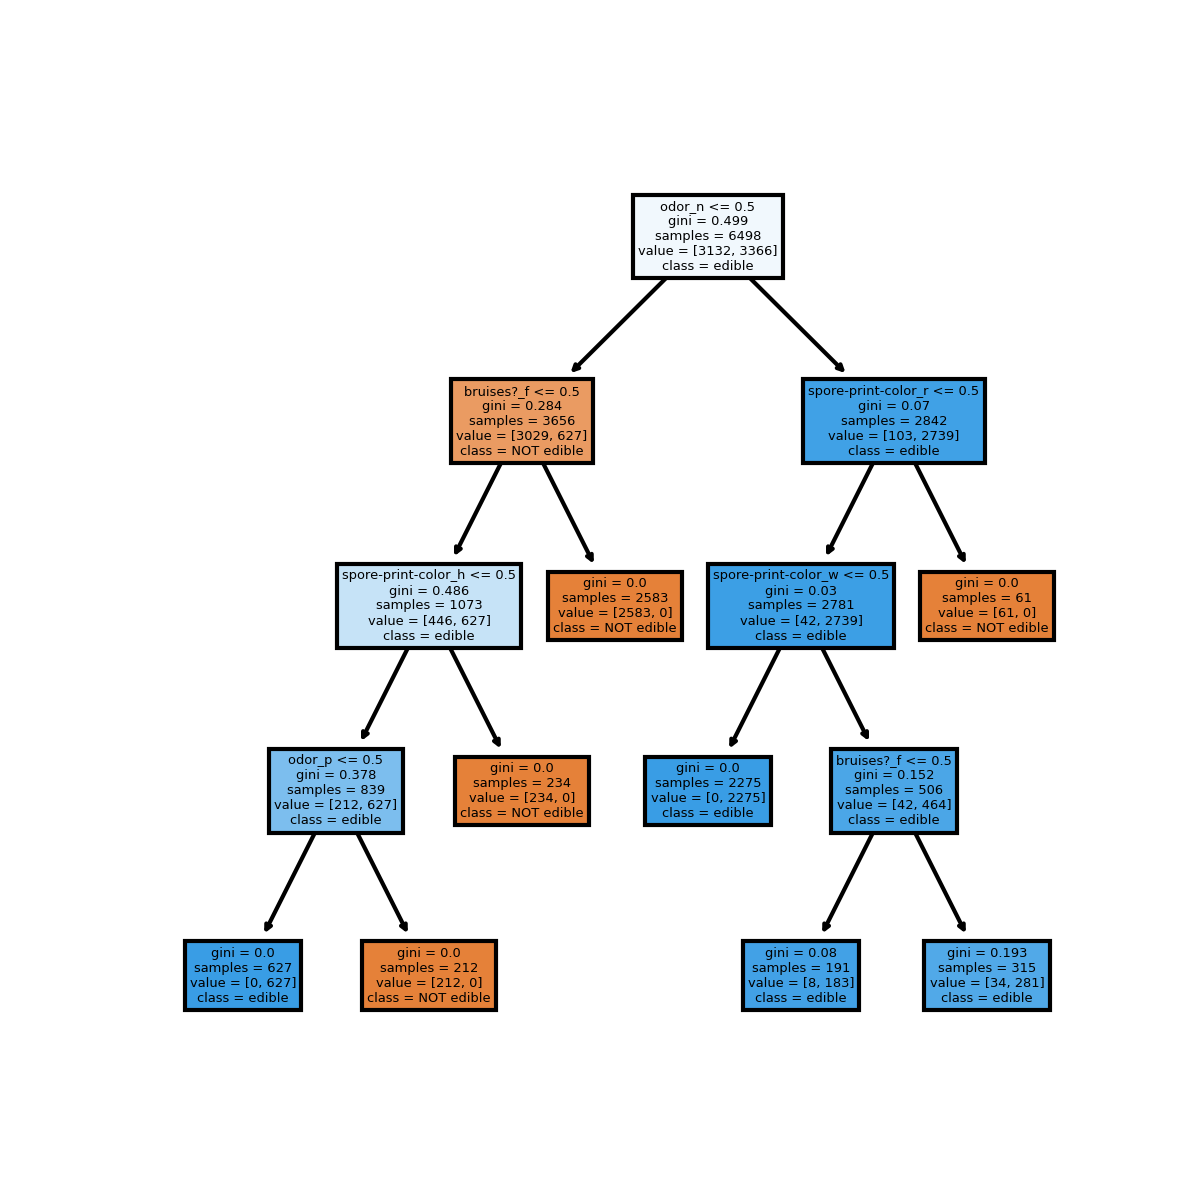 odor_n <= 0.5
gini = 0.499
samples = 6498
value = [3132, 3366]
class = edible
bruises?_f <= 0.5
gini = 0.284
samples = 3656
value = [3029, 627]
class = NOT edible
spore-print-color_r <= 0.5
gini = 0.07
samples = 2842
value = [103, 2739]
class = edible
spore-print-color_h <= 0.5
gini = 0.486
samples = 1073
value = [446, 627]
class = edible
gini = 0.0
samples = 2583
value = [2583, 0]
class = NOT edible
spore-print-color_w <= 0.5
gini = 0.03
samples = 2781
value = [42, 2739]
class = edible
gini = 0.0
samples = 61
value = [61, 0]
class = NOT edible
odor_p <= 0.5
gini = 0.378
samples = 839
value = [212, 627]
class = edible
gini = 0.0
samples = 234
value = [234, 0]
class = NOT edible
gini = 0.0
samples = 2275
value = [0, 2275]
class = edible
bruises?_f <= 0.5
gini = 0.152
samples = 506
value = [42, 464]
class = edible
gini = 0.0
samples = 627
value = [0, 627]
class = edible
gini = 0.0
samples = 212
value = [212, 0]
class = NOT edible
gini = 0.08
samples = 191
value = [8, 183]
class = edible
gini = 0.193
samples = 315
value = [34, 281]
class = edible